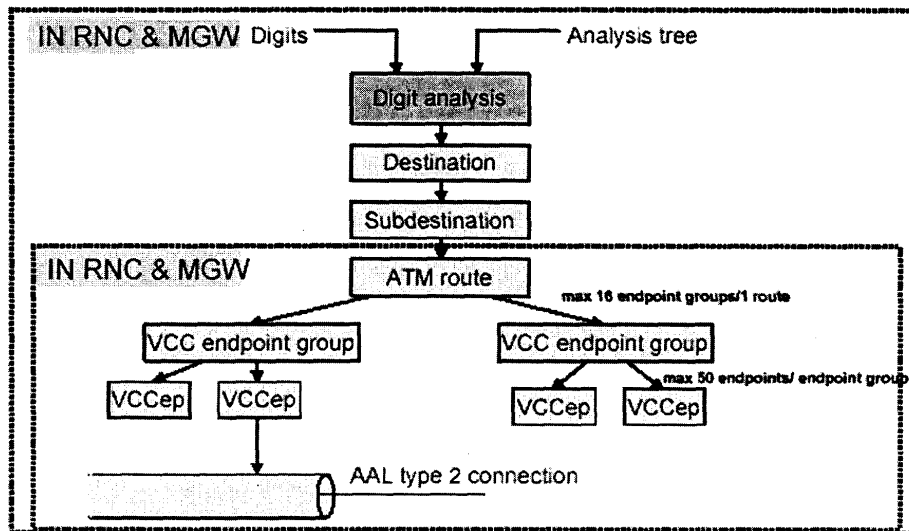 IN RNC & MGW Digits Analysis tree
Digit analysis
Destination
Subdestination
IN RNC & MGW
ATM route
max 16 endpoint groups/1 route
VCC endpoint group VCC endpoint group
max 50 endpoints/ endpoint group
VCCep VCCep VCCep VCCep
AAL type 2 connection